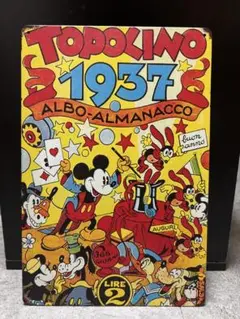 TOPOLINO
1937
ALBO-ALMANACCO
buon
anno
AUGURI
LIRE
2